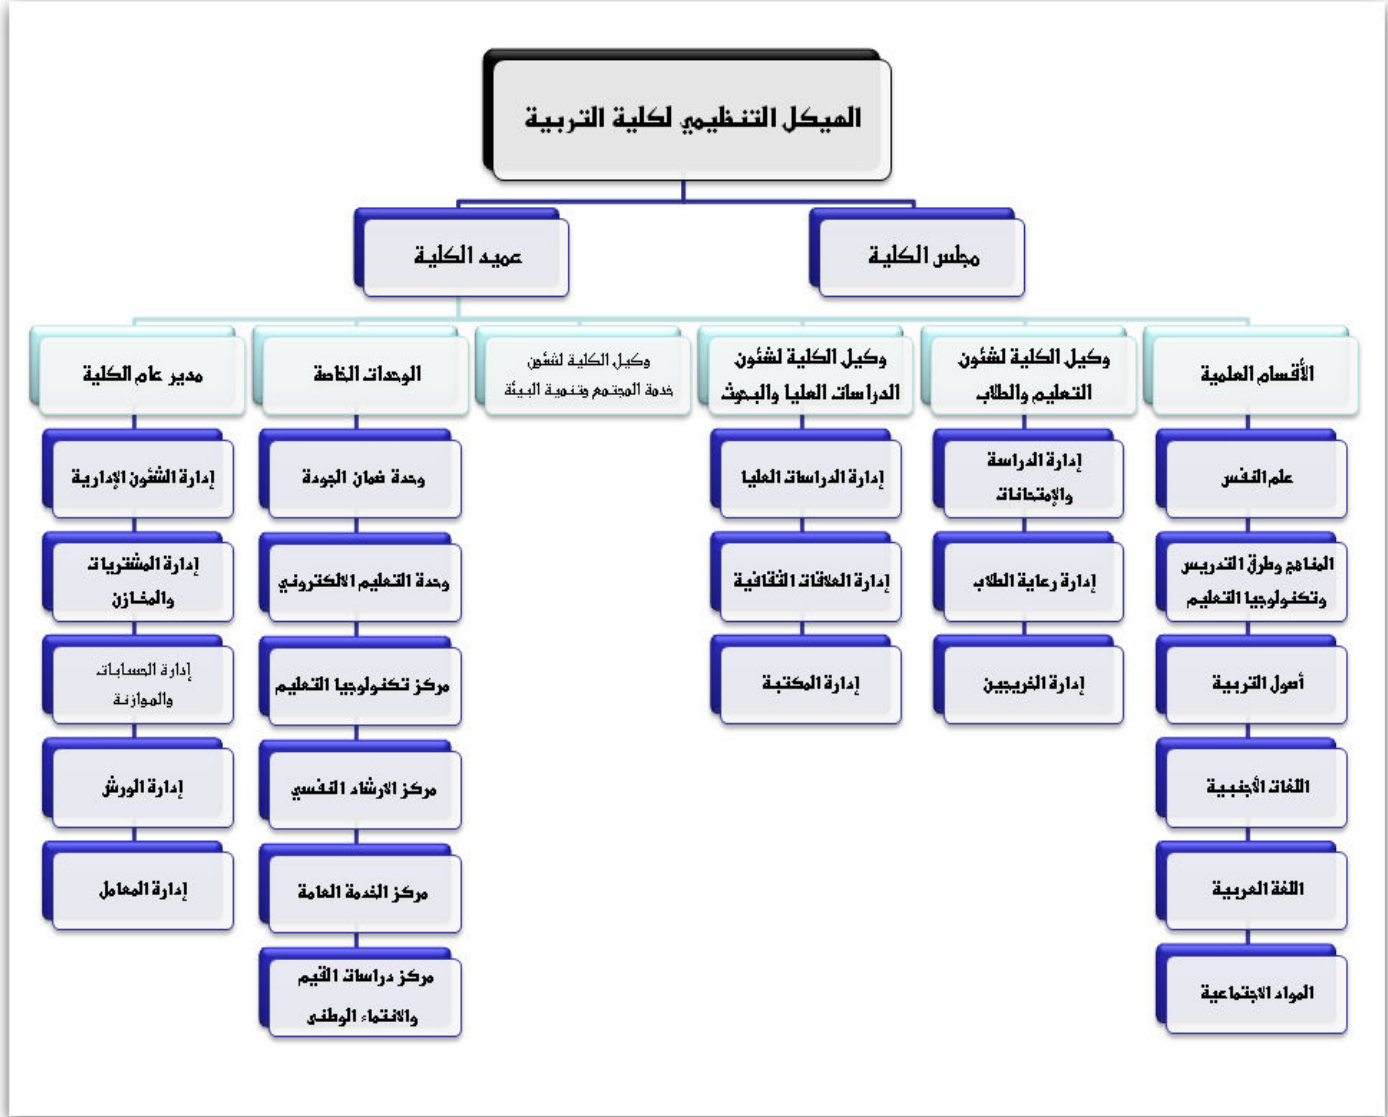 الهيكل التنظيمي لكلية التربية
مجلس الكلية
عميد الكلية
الأقسام العلمية
علم النفس
المناهج وطرق التدريس
وتكنولوجيا التعليم
أصول التربية
اللغات الأجنبية
اللغة العربية
المواد الاجتماعية
وكيل الكلية لشئون
التعليم والطلاب
إدارة الدراسة
والإمتحانات
إدارة رعاية الطلاب
إدارة الخريجين
وكيل الكلية لشئون
الدراسات العليا والبحوث
إدارة الدراسات العليا
إدارة العلاقات الثقافية
إدارة المكتبة
وكيل الكلية لشئون
خدمة المجتمع وتنمية البيئة
الوحدات الخاصة
وحدة ضمان الجودة
وحدة التعليم الالكتروني
مركز تكنولوجيا التعليم
مركز الارشاد النفسي
مركز الخدمة العامة
مركز دراسات القيم
والانتماء الوطنى
مدير عام الكلية
إدارة الشئون الإدارية
إدارة المشتريات
والمخازن
إدارة الحسابات
والموازنة
إدارة الورش
إدارة المعامل